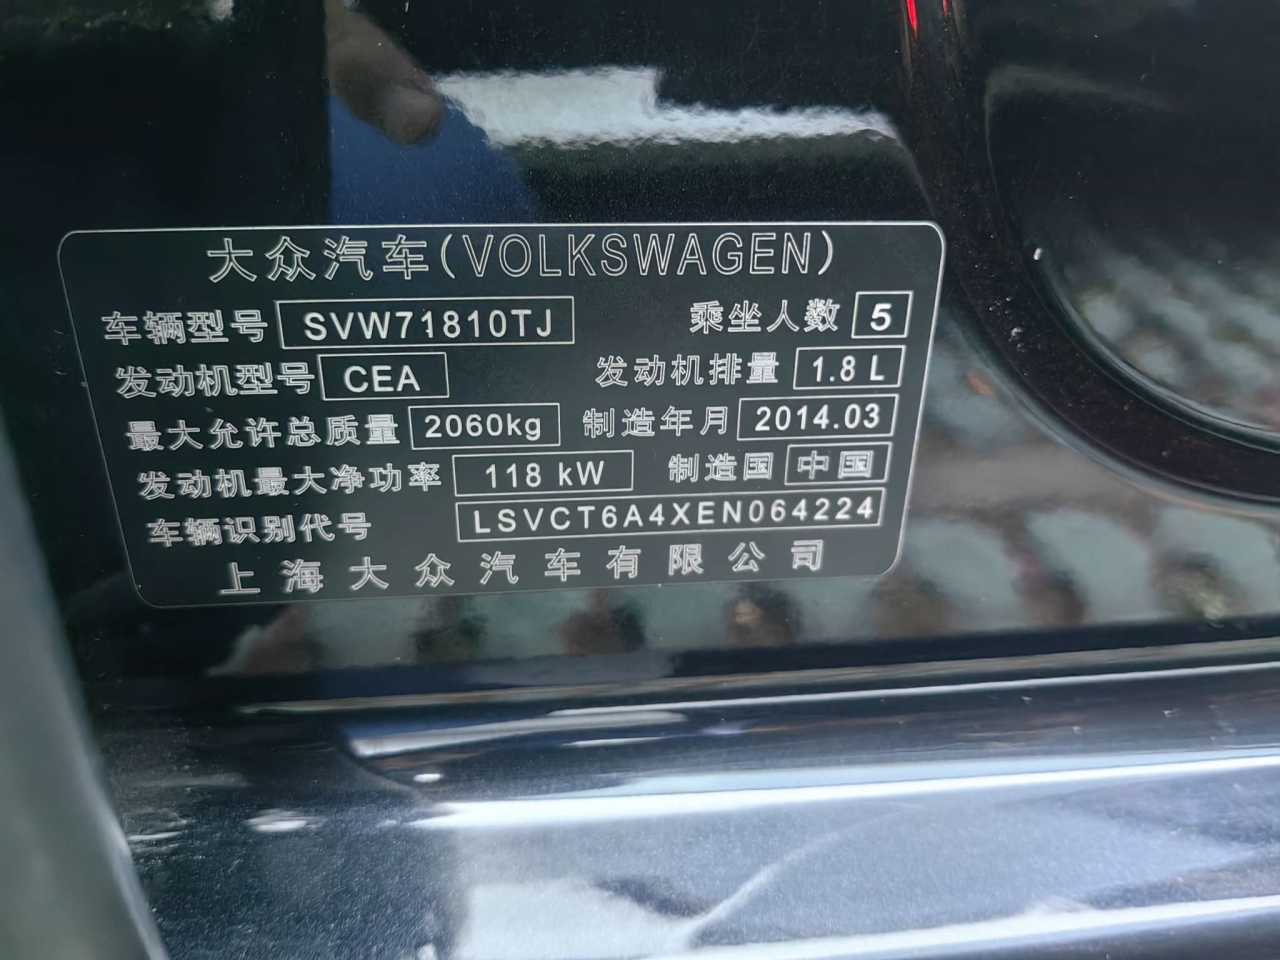 大众汽车(VOLKSWAGEN)
车辆型号 SVW71810TJ 乘坐人数 5
发动机型号 CEA 发动机排量 1.8 L
最大允许总质量 2060kg 制造年月 2014.03
发动机最大净功率 118 kW 制造国 中国
车辆识别代号 LSVCT6A4XEN064224
上海大众汽车有限公司